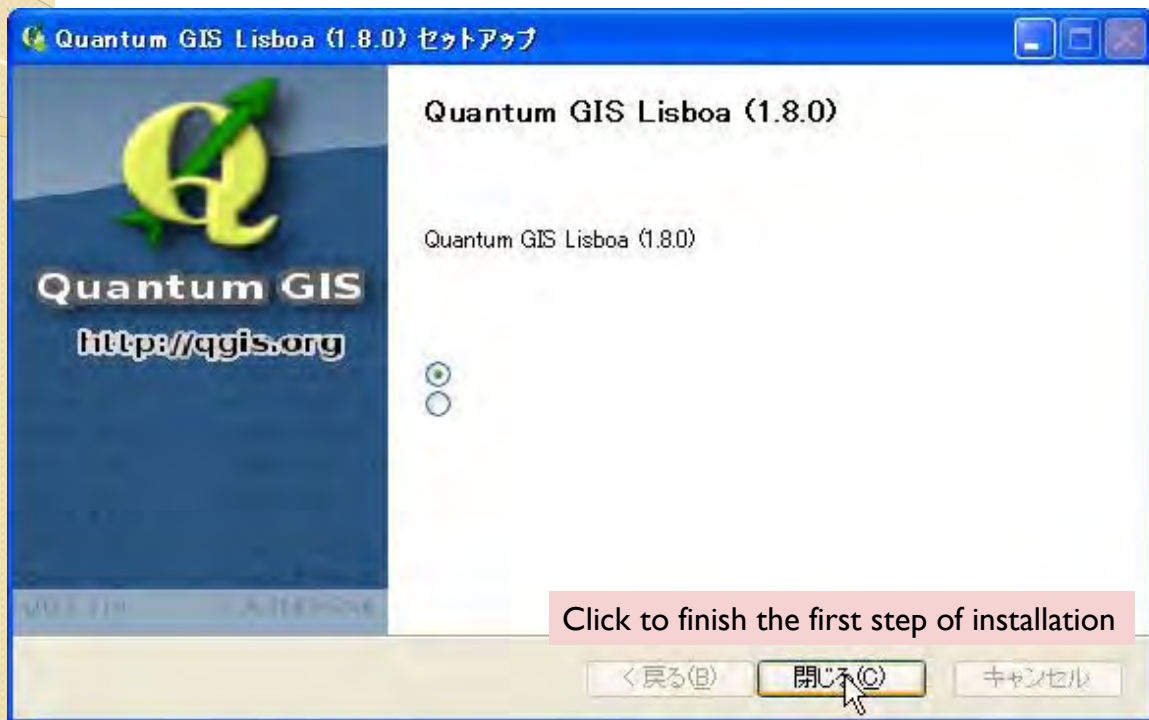 Quantum GIS Lisboa (1.8.0) セットアップ
Quantum GIS Lisboa (1.8.0)
Quantum GIS Lisboa (1.8.0)
Quantum GIS
http://qgis.org
Click to finish the first step of installation
< 戻る(B)
閉じる(C)
キャンセル